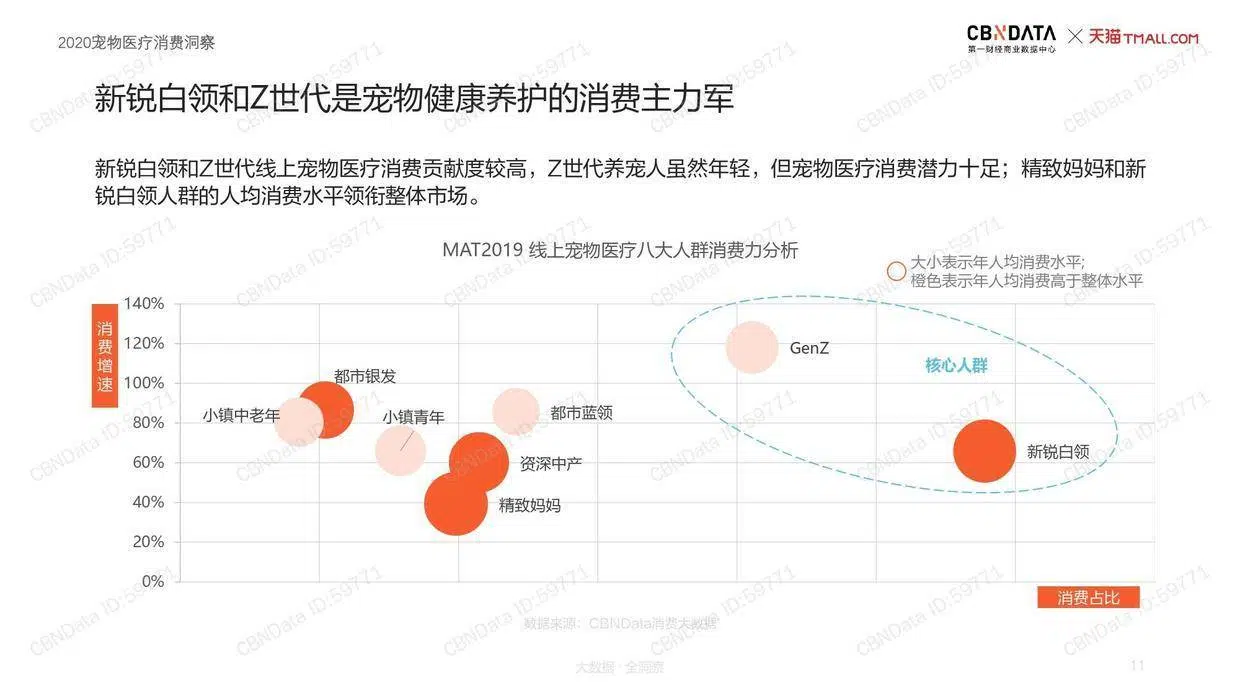 2020宠物医疗消费洞察
CBNDATA
第一财经商业数据中心
天猫TMALL.COM
新锐白领和Z世代是宠物健康养护的消费主力军
新锐白领和Z世代线上宠物医疗消费贡献度较高，Z世代养宠人虽然年轻，但宠物医疗消费潜力十足；精致妈妈和新
锐白领人群的人均消费水平领衔整体市场。
MAT2019 线上宠物医疗八大人群消费力分析
大小表示年人均消费水平;
橙色表示年人均消费高于整体水平
消费增速
140%
120%
100%
80%
60%
40%
20%
0%
GenZ
核心人群
都市银发
小镇中老年
小镇青年
都市蓝领
新锐白领
资深中产
精致妈妈
消费占比
数据来源：CBNData消费大数据
大数据·全洞察
11
CBNData ID:59771